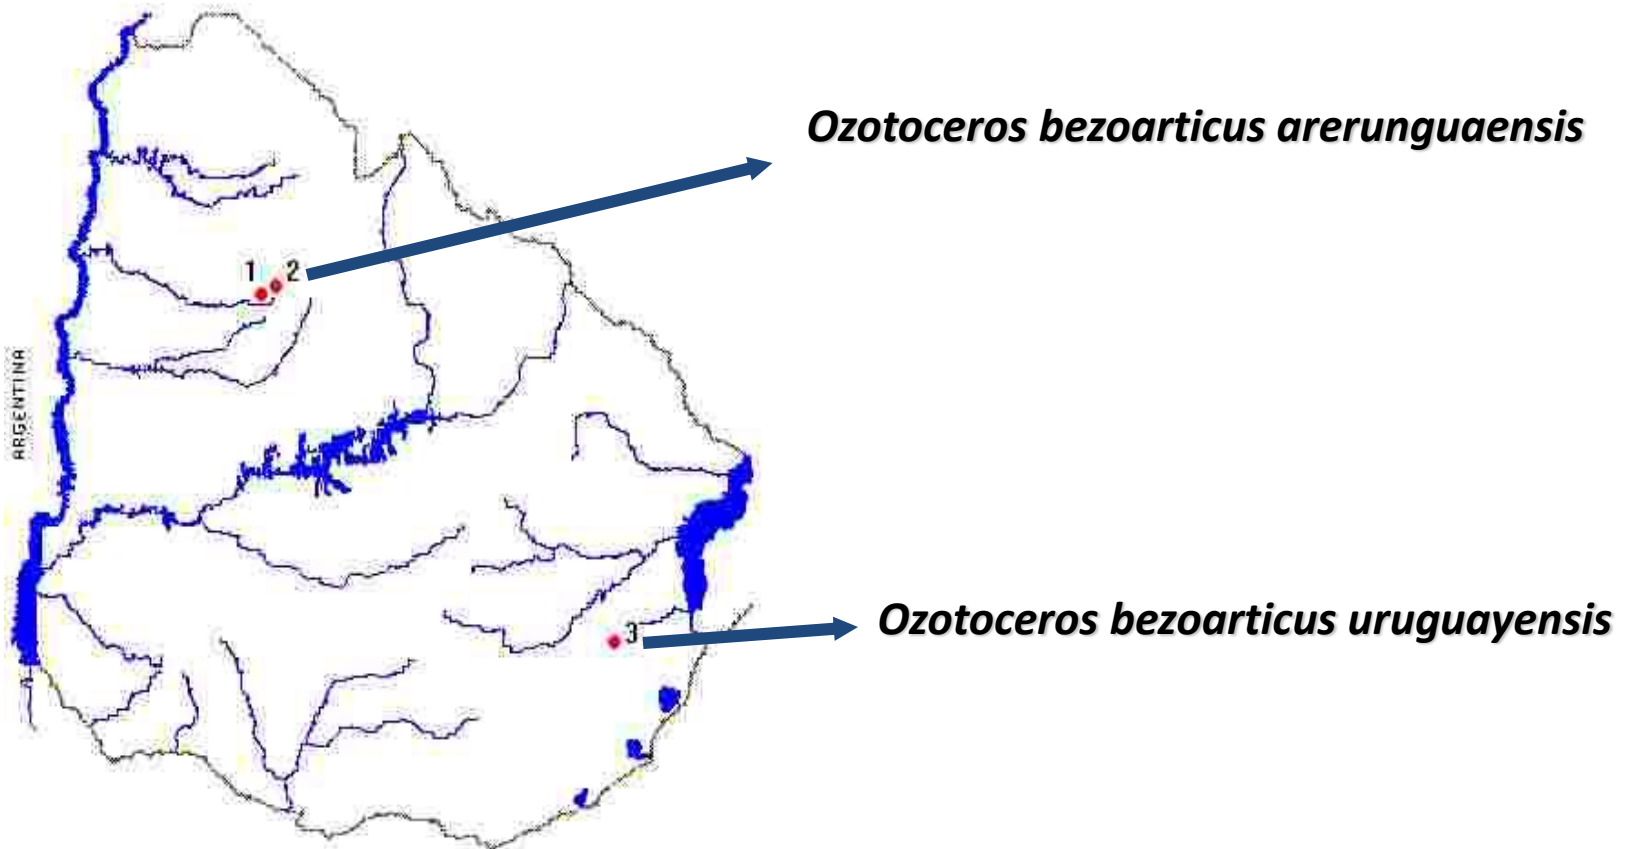 Ozotoceros bezoarticus arerunguaensis
1 2
ARGENTINA
Ozotoceros bezoarticus uruguayensis
3